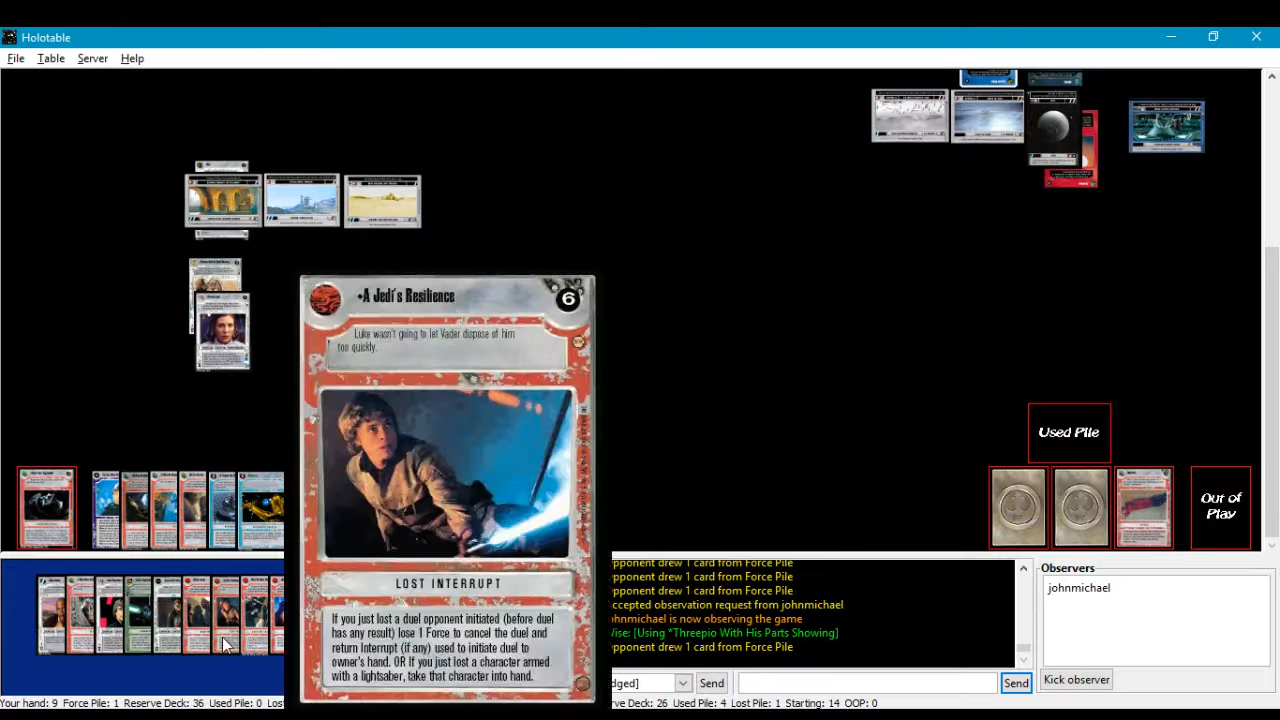 Holotable
File Table Server Help
•A Jedi's Resilience
6
Luke wasn't going to let Vader dispose of him
too quickly.
LOST INTERRUPT
If you just lost a duel opponent initiated (before duel
has any result) lose 1 Force to cancel the duel and
return Interrupt (if any) used to initiate duel to
owner's hand. OR If you just lost a character armed
with a lightsaber, take that character into hand.
Used Pile
Out of
Play
pponent drew 1 card from Force Pile
pponent drew 1 card from Force Pile
pponent drew 1 card from Force Pile
ccepted observation request from johnmichael
ohnmichael is now observing the game
/ise: [Using *Threepio With His Parts Showing]
pponent drew 1 card from Force Pile
Observers
johnmichael
dged] Send Send Kick observer
Your hand: 9 Force Pile: 1 Reserve Deck: 36 Used Pile: 0 Los
rve Deck: 26 Used Pile: 4 Lost Pile: 1 Starting: 14 OOP: 0